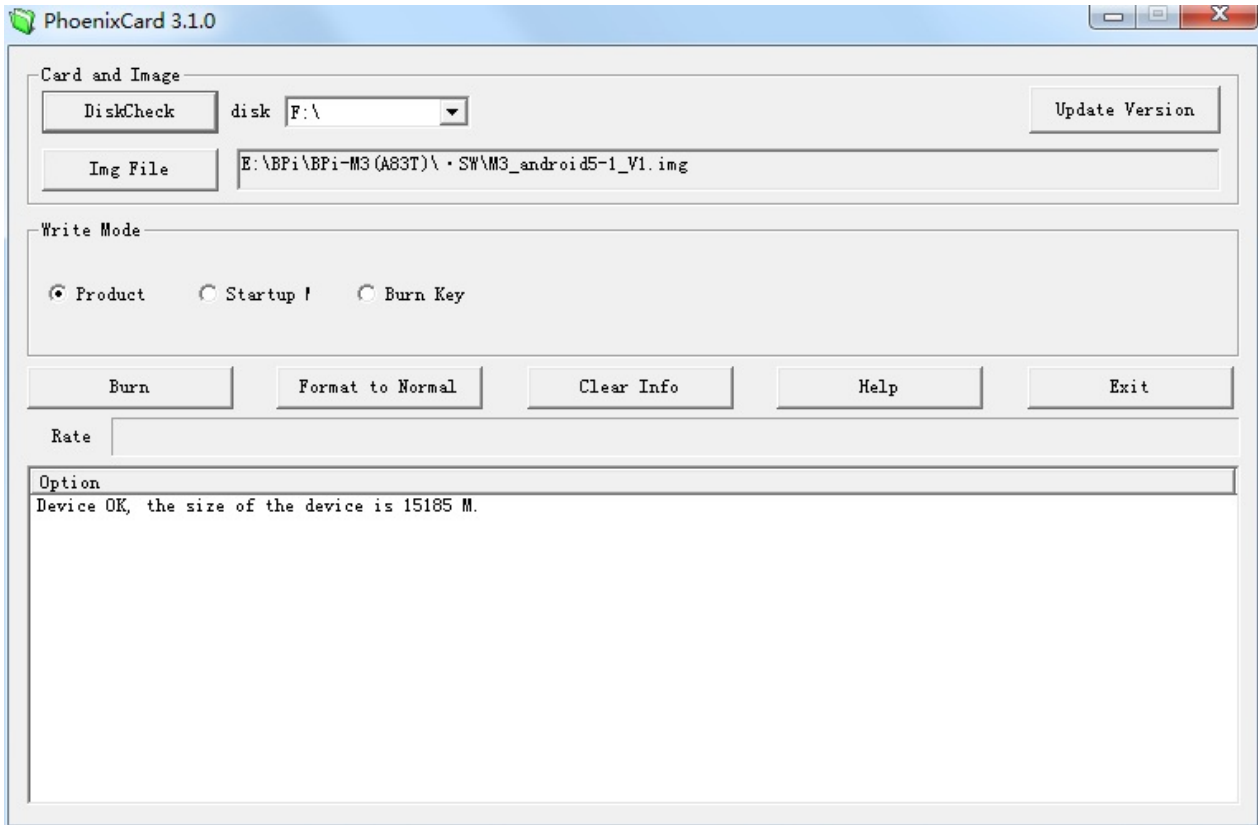 PhoenixCard 3.1.0
Card and Image
DiskCheck disk F:\ Update Version
Img File E:\BPi\BPi-M3(A83T)\·SW\M3_android5-1_V1.img
Write Mode
Product Startup Burn Key
Burn Format to Normal Clear Info Help Exit
Rate
Option
Device OK, the size of the device is 15185 M.